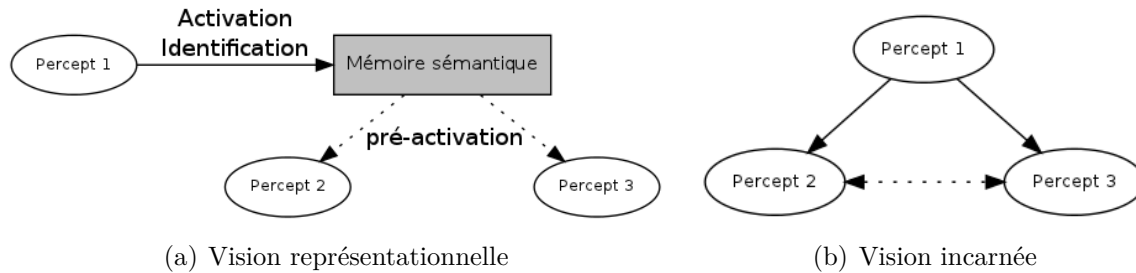 Activation
Identification
Percept 1
Mémoire sémantique
pré-activation
Percept 2
Percept 3
(a) Vision représentationnelle
Percept 1
Percept 2
Percept 3
(b) Vision incarnée